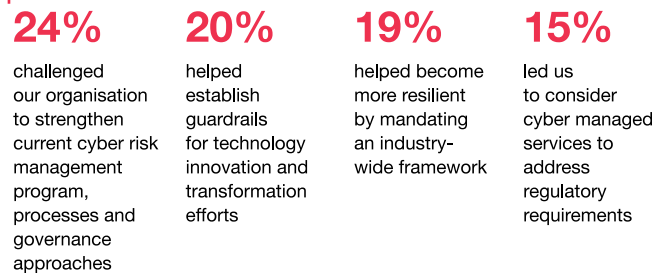 24%
challenged
our organisation
to strengthen
current cyber risk
management
program,
processes and
governance
approaches
20%
helped
establish
guardrails
for technology
innovation and
transformation
efforts
19%
helped become
more resilient
by mandating
an industry-
wide framework
15%
led us
to consider
cyber managed
services to
address
regulatory
requirements